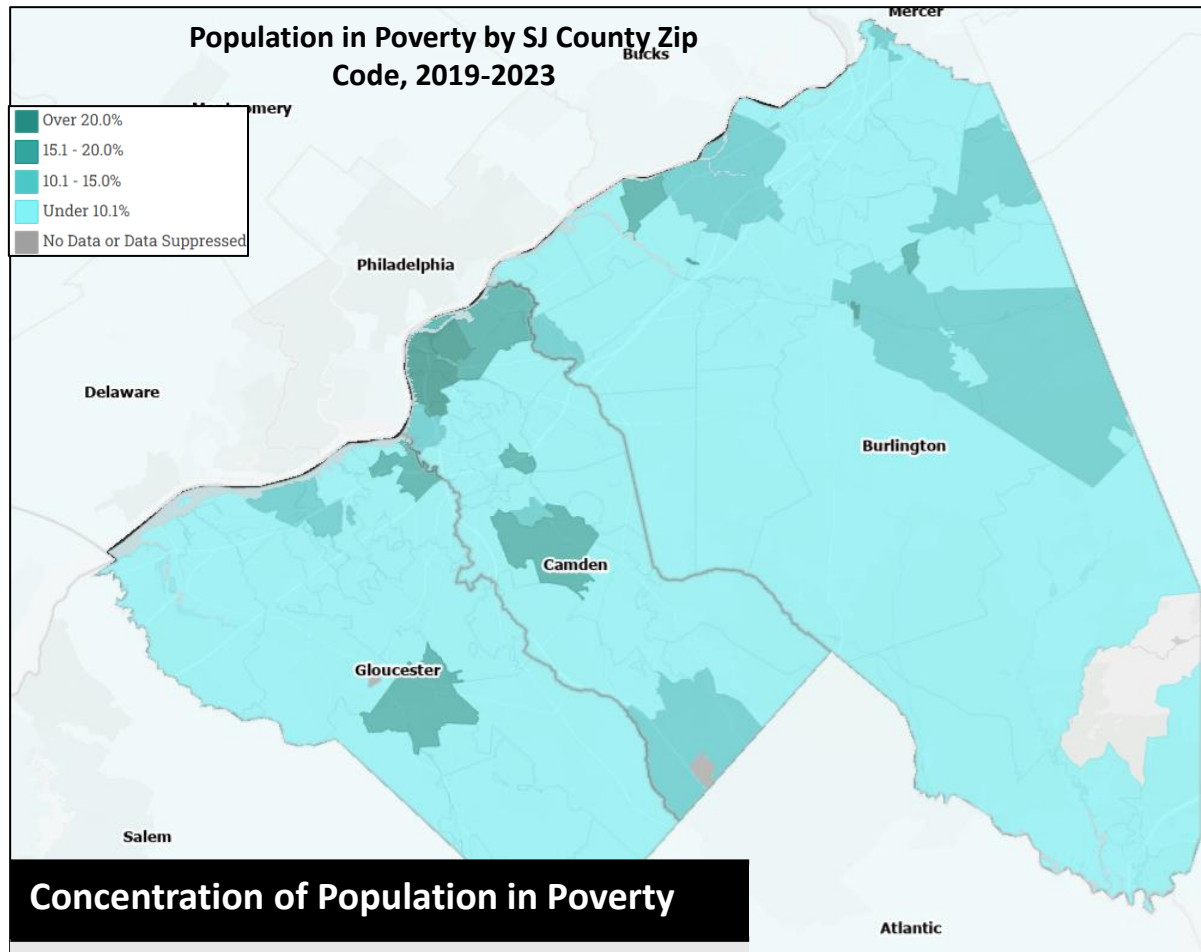 Mercer
Population in Poverty by SJ County Zip
Code, 2019-2023
Bucks
Montgomery
Over 20.0%
15.1 - 20.0%
10.1 - 15.0%
Under 10.1%
No Data or Data Suppressed
Philadelphia
Delaware
Burlington
Camden
Gloucester
Salem
Concentration of Population in Poverty
Atlantic